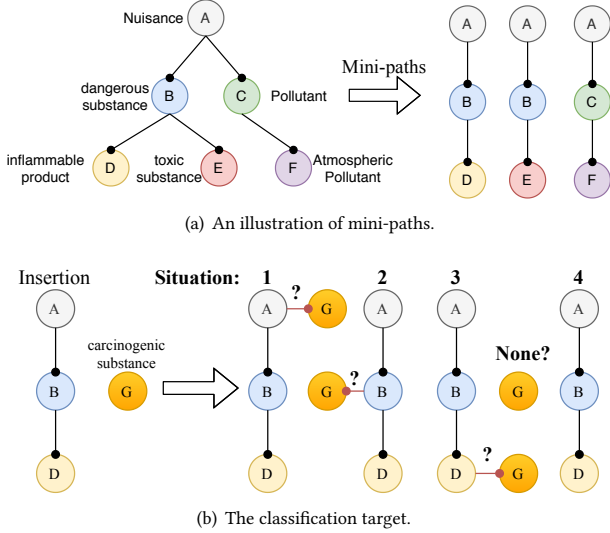 Nuisance
A
A
A
A
Mini-paths
dangerous
substance
B
C
Pollutant
B
B
C
inflammable
product
D
toxic
substance
E
F
Atmospheric
Pollutant
D
E
F
(a) An illustration of mini-paths.
Insertion
Situation:
1
2
3
4
A
A
?
G
A
A
A
carcinogenic
substance
None?
B
G
B
G
?
B
B
G
B
D
D
D
D
?
G
D
(b) The classification target.